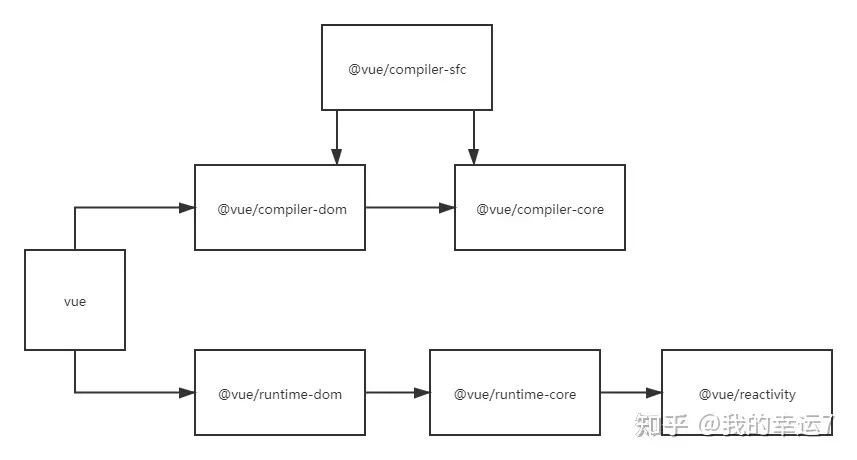 @vue/compiler-sfc
@vue/compiler-dom
@vue/compiler-core
vue
@vue/runtime-dom
@vue/runtime-core
@vue/reactivity
知乎 @我的幸运7